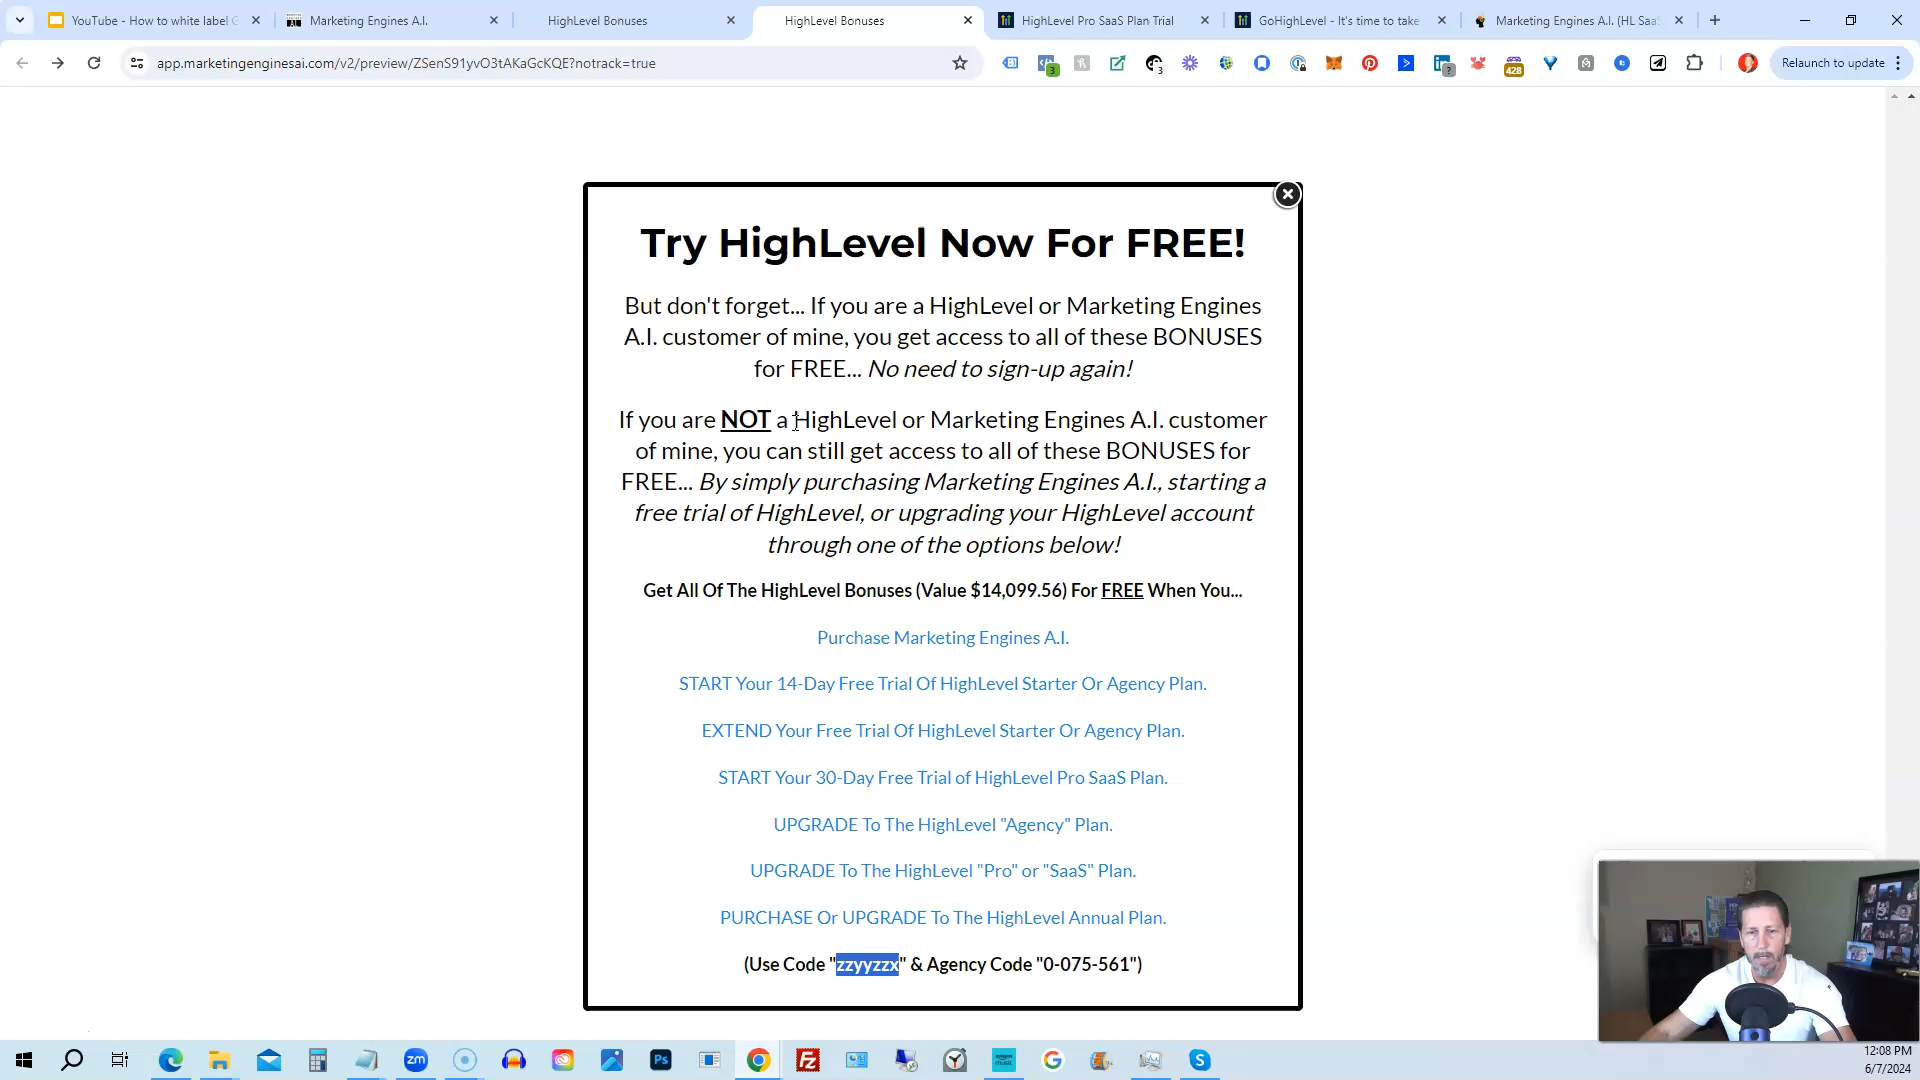 YouTube - How to white label G
Marketing Engines A.I.
HighLevel Bonuses
HighLevel Bonuses
HighLevel Pro SaaS Plan Trial
GoHighLevel - It's time to take
Marketing Engines A.I. (HL SaaS
app.marketingenginesai.com/v2/preview/ZSenS91yvO3tAKaGcKQE?notrack=true
3
3
428
Relaunch to update
Try HighLevel Now For FREE!
But don't forget... If you are a HighLevel or Marketing Engines
A.I. customer of mine, you get access to all of these BONUSES
for FREE... No need to sign-up again!
If you are NOT a HighLevel or Marketing Engines A.I. customer
of mine, you can still get access to all of these BONUSES for
FREE... By simply purchasing Marketing Engines A.I., starting a
free trial of HighLevel, or upgrading your HighLevel account
through one of the options below!
Get All Of The HighLevel Bonuses (Value $14,099.56) For FREE When You...
Purchase Marketing Engines A.I.
START Your 14-Day Free Trial Of HighLevel Starter Or Agency Plan.
EXTEND Your Free Trial Of HighLevel Starter Or Agency Plan.
START Your 30-Day Free Trial of HighLevel Pro SaaS Plan.
UPGRADE To The HighLevel "Agency" Plan.
UPGRADE To The HighLevel "Pro" or "SaaS" Plan.
PURCHASE Or UPGRADE To The HighLevel Annual Plan.
(Use Code "zzyyzzx" & Agency Code "0-075-561")
zm
Ps
12:08 PM
6/7/2024